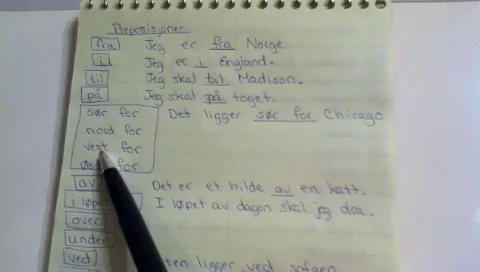 Preposisjoner
fra Jeg er fra Norge.
i Jeg er i England.
til Jeg skal til Madison.
på Jeg skal på toget.
sør for Det ligger sør for Chicago
nord for
vest for
for
av Det er et bilde av en katt.
i løpet I løpet av dagen skal jeg dra.
over
under
ved ligger ved sofaen